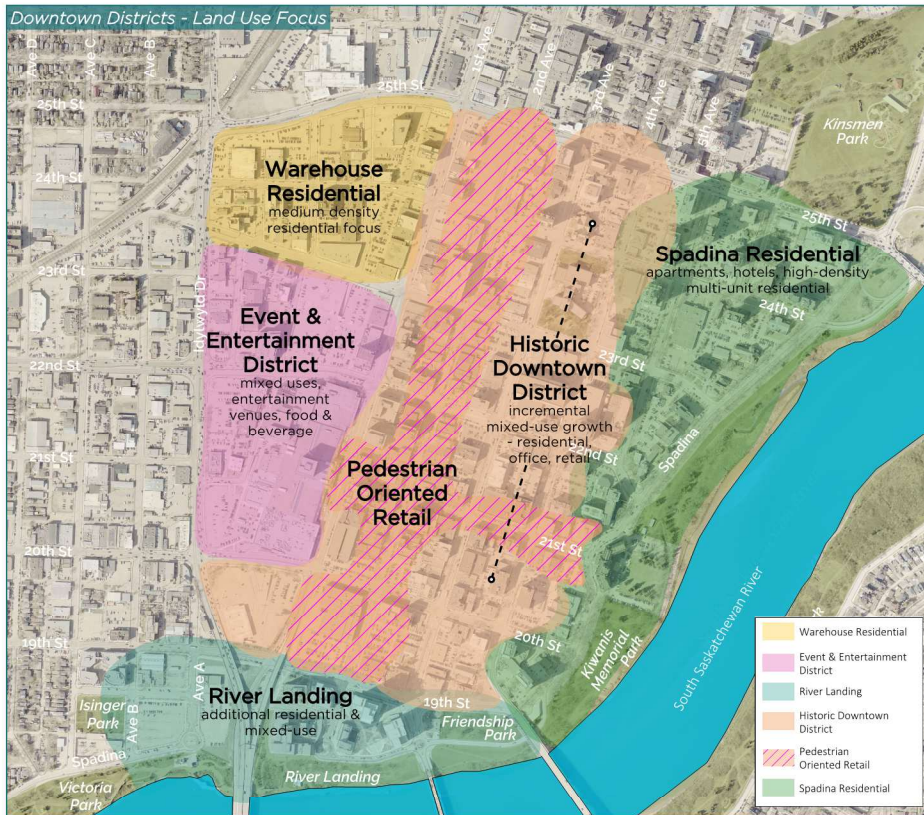 Downtown Districts - Land Use Focus
Ave D
Ave C
Ave B
1st Ave
2nd Ave
3rd Ave
4th Ave
5th Ave
25th St
25th St
Kinsmen
Park
24th St
Warehouse
Residential
medium density
residential focus
25th St
Spadina Residential
apartments, hotels, high-density
multi-unit residential
24th St
23rd St
Idylwyld Dr
Event &
Entertainment
District
mixed uses,
entertainment
venues, food &
beverage
Historic
Downtown
District
incremental
mixed-use growth
- residential,
office, retail
23rd St
22nd St
22nd St
Spadina
21st St
Pedestrian
Oriented
Retail
21st St
20th St
South Saskatchewan River
20th St
Kiwanis
Memorial
Park
19th St
Ave A
River Landing
additional residential &
mixed-use
19th St
Friendship
Park
Isinger
Park
Ave B
Spadina
River Landing
Victoria
Park
Warehouse Residential
Event & Entertainment
District
River Landing
Historic Downtown
District
Pedestrian
Oriented Retail
Spadina Residential